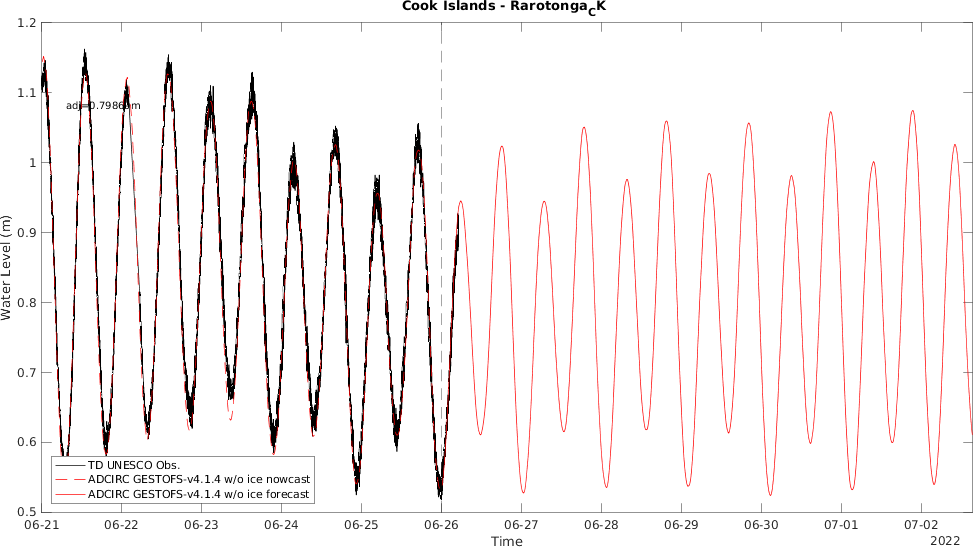 Cook Islands - Rarotonga_CK
1.2
1.1
1
0.9
0.8
0.7
0.6
0.5
Water Level (m)
TD UNESCO Obs.
ADCIRC GESTOFS-v4.1.4 w/o ice nowcast
ADCIRC GESTOFS-v4.1.4 w/o ice forecast
06-21 06-22 06-23 06-24 06-25 06-26 06-27 06-28 06-29 06-30 07-01 07-02
Time
2022